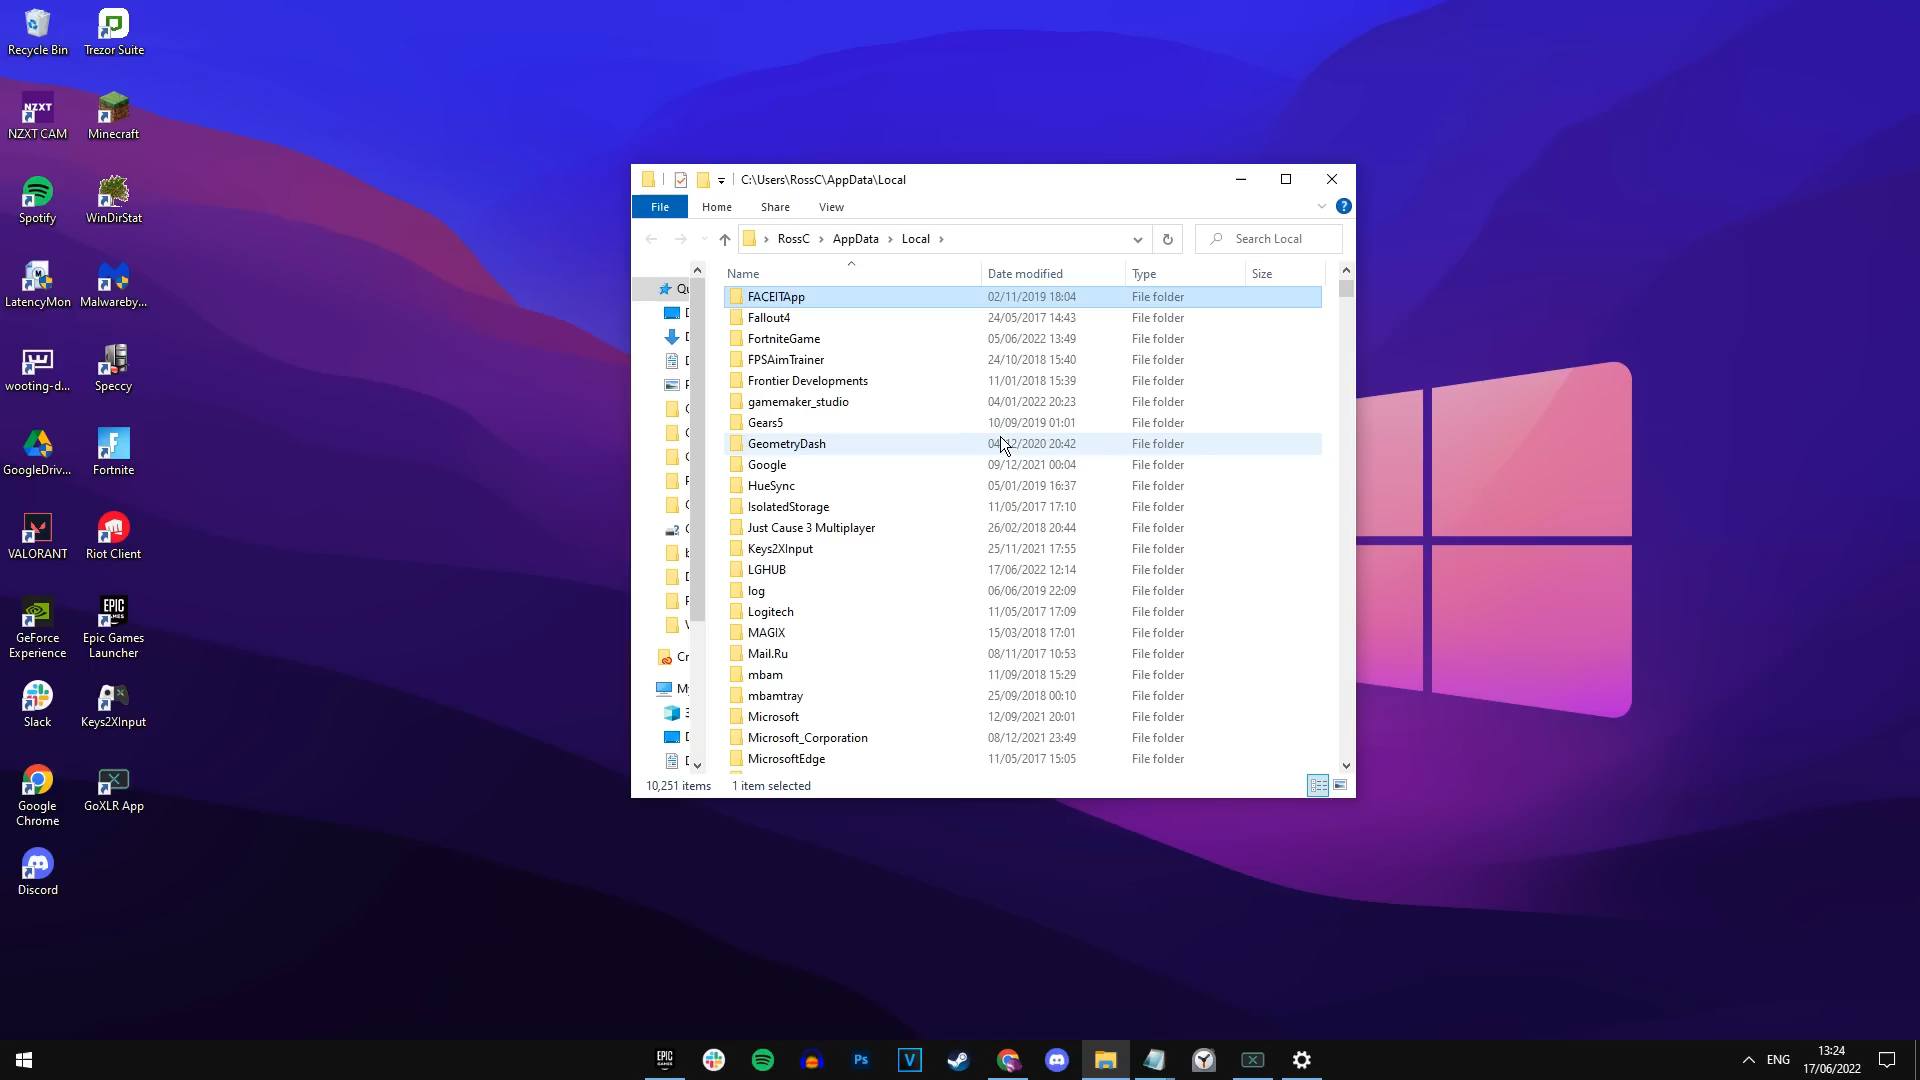 Recycle Bin
Trezor Suite
NZXT
NZXT CAM
Minecraft
Spotify
WinDirStat
LatencyMon
Malwareby...
wooting-d...
Speccy
GoogleDriv...
Fortnite
VALORANT
Riot Client
GeForce
Experience
EPIC
GAMES
Epic Games
Launcher
Slack
Keys2XInput
Google
Chrome
GoXLR App
Discord
C:\Users\RossC\AppData\Local
File Home Share View
RossC AppData Local
Search Local
Name Date modified Type Size
FACEITApp 02/11/2019 18:04 File folder
Fallout4 24/05/2017 14:43 File folder
FortniteGame 05/06/2022 13:49 File folder
FPSAimTrainer 24/10/2018 15:40 File folder
Frontier Developments 11/01/2018 15:39 File folder
gamemaker_studio 04/01/2022 20:23 File folder
Gears5 10/09/2019 01:01 File folder
GeometryDash 04/12/2020 20:42 File folder
Google 09/12/2021 00:04 File folder
HueSync 05/01/2019 16:37 File folder
IsolatedStorage 11/05/2017 17:10 File folder
Just Cause 3 Multiplayer 26/02/2018 20:44 File folder
Keys2XInput 25/11/2021 17:55 File folder
LGHUB 17/06/2022 12:14 File folder
log 06/06/2019 22:09 File folder
Logitech 11/05/2017 17:09 File folder
MAGIX 15/03/2018 17:01 File folder
Mail.Ru 08/11/2017 10:53 File folder
mbam 11/09/2018 15:29 File folder
mbamtray 25/09/2018 00:10 File folder
Microsoft 12/09/2021 20:01 File folder
Microsoft_Corporation 08/12/2021 23:49 File folder
MicrosoftEdge 11/05/2017 15:05 File folder
10,251 items 1 item selected
EPIC
Ps
V
ENG
13:24
17/06/2022